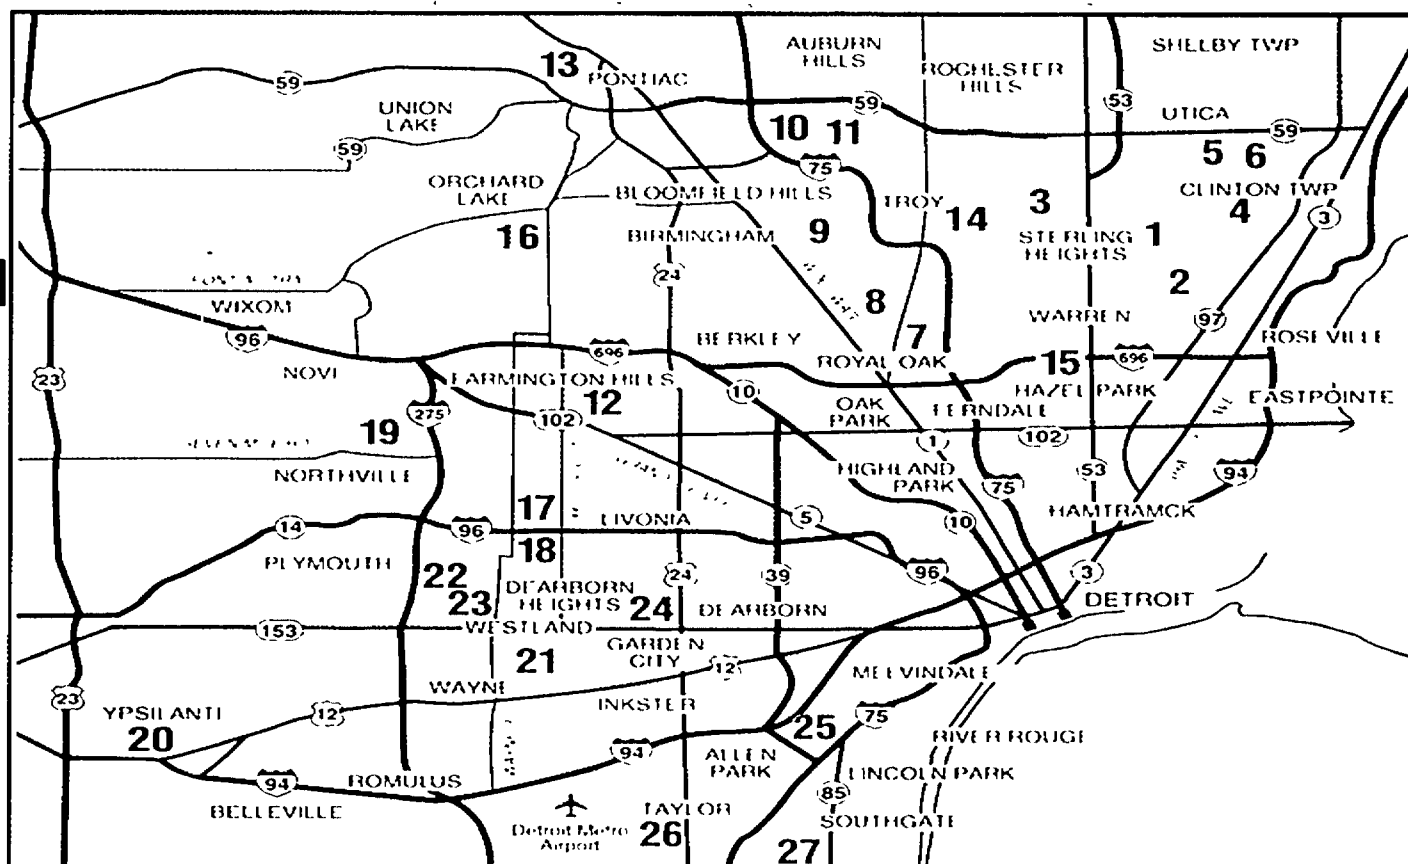 AUBURN
HILLS
SHELBY TWP
13
PONTIAC
ROCHESTER
HILLS
59
UNION
LAKE
59
53
UTICA
10
11
59
59
5
6
75
ORCHARD
LAKE
BLOOMFIELD HILLS
TROY
14
3
CLINTON TWP
4
3
16
BIRMINGHAM
9
STERLING
HEIGHTS
1
24
2
WIXOM
8
96
BERKLEY
7
WARREN
97
ROSEVILLE
NOVI
696
ROYAL OAK
15
696
23
FARMINGTON HILLS
10
HAZEL PARK
EASTPOINTE
275
12
OAK
PARK
FERNDALE
19
102
1
102
NORTHVILLE
HIGHLAND
PARK
53
94
75
17
HAMTRAMCK
14
96
LIVONIA
5
10
18
PLYMOUTH
22
DEARBORN
HEIGHTS
24
39
96
3
23
24
DEARBORN
DETROIT
153
WESTLAND
GARDEN
CITY
21
12
MELVINDALE
23
WAYNE
INKSTER
YPSILANTI
12
75
20
25
RIVER ROUGE
94
ALLEN
PARK
94
ROMULUS
LINCOLN PARK
BELLEVILLE
85
TAYLOR
SOUTHGATE
Detroit Metro
Airport
26
27